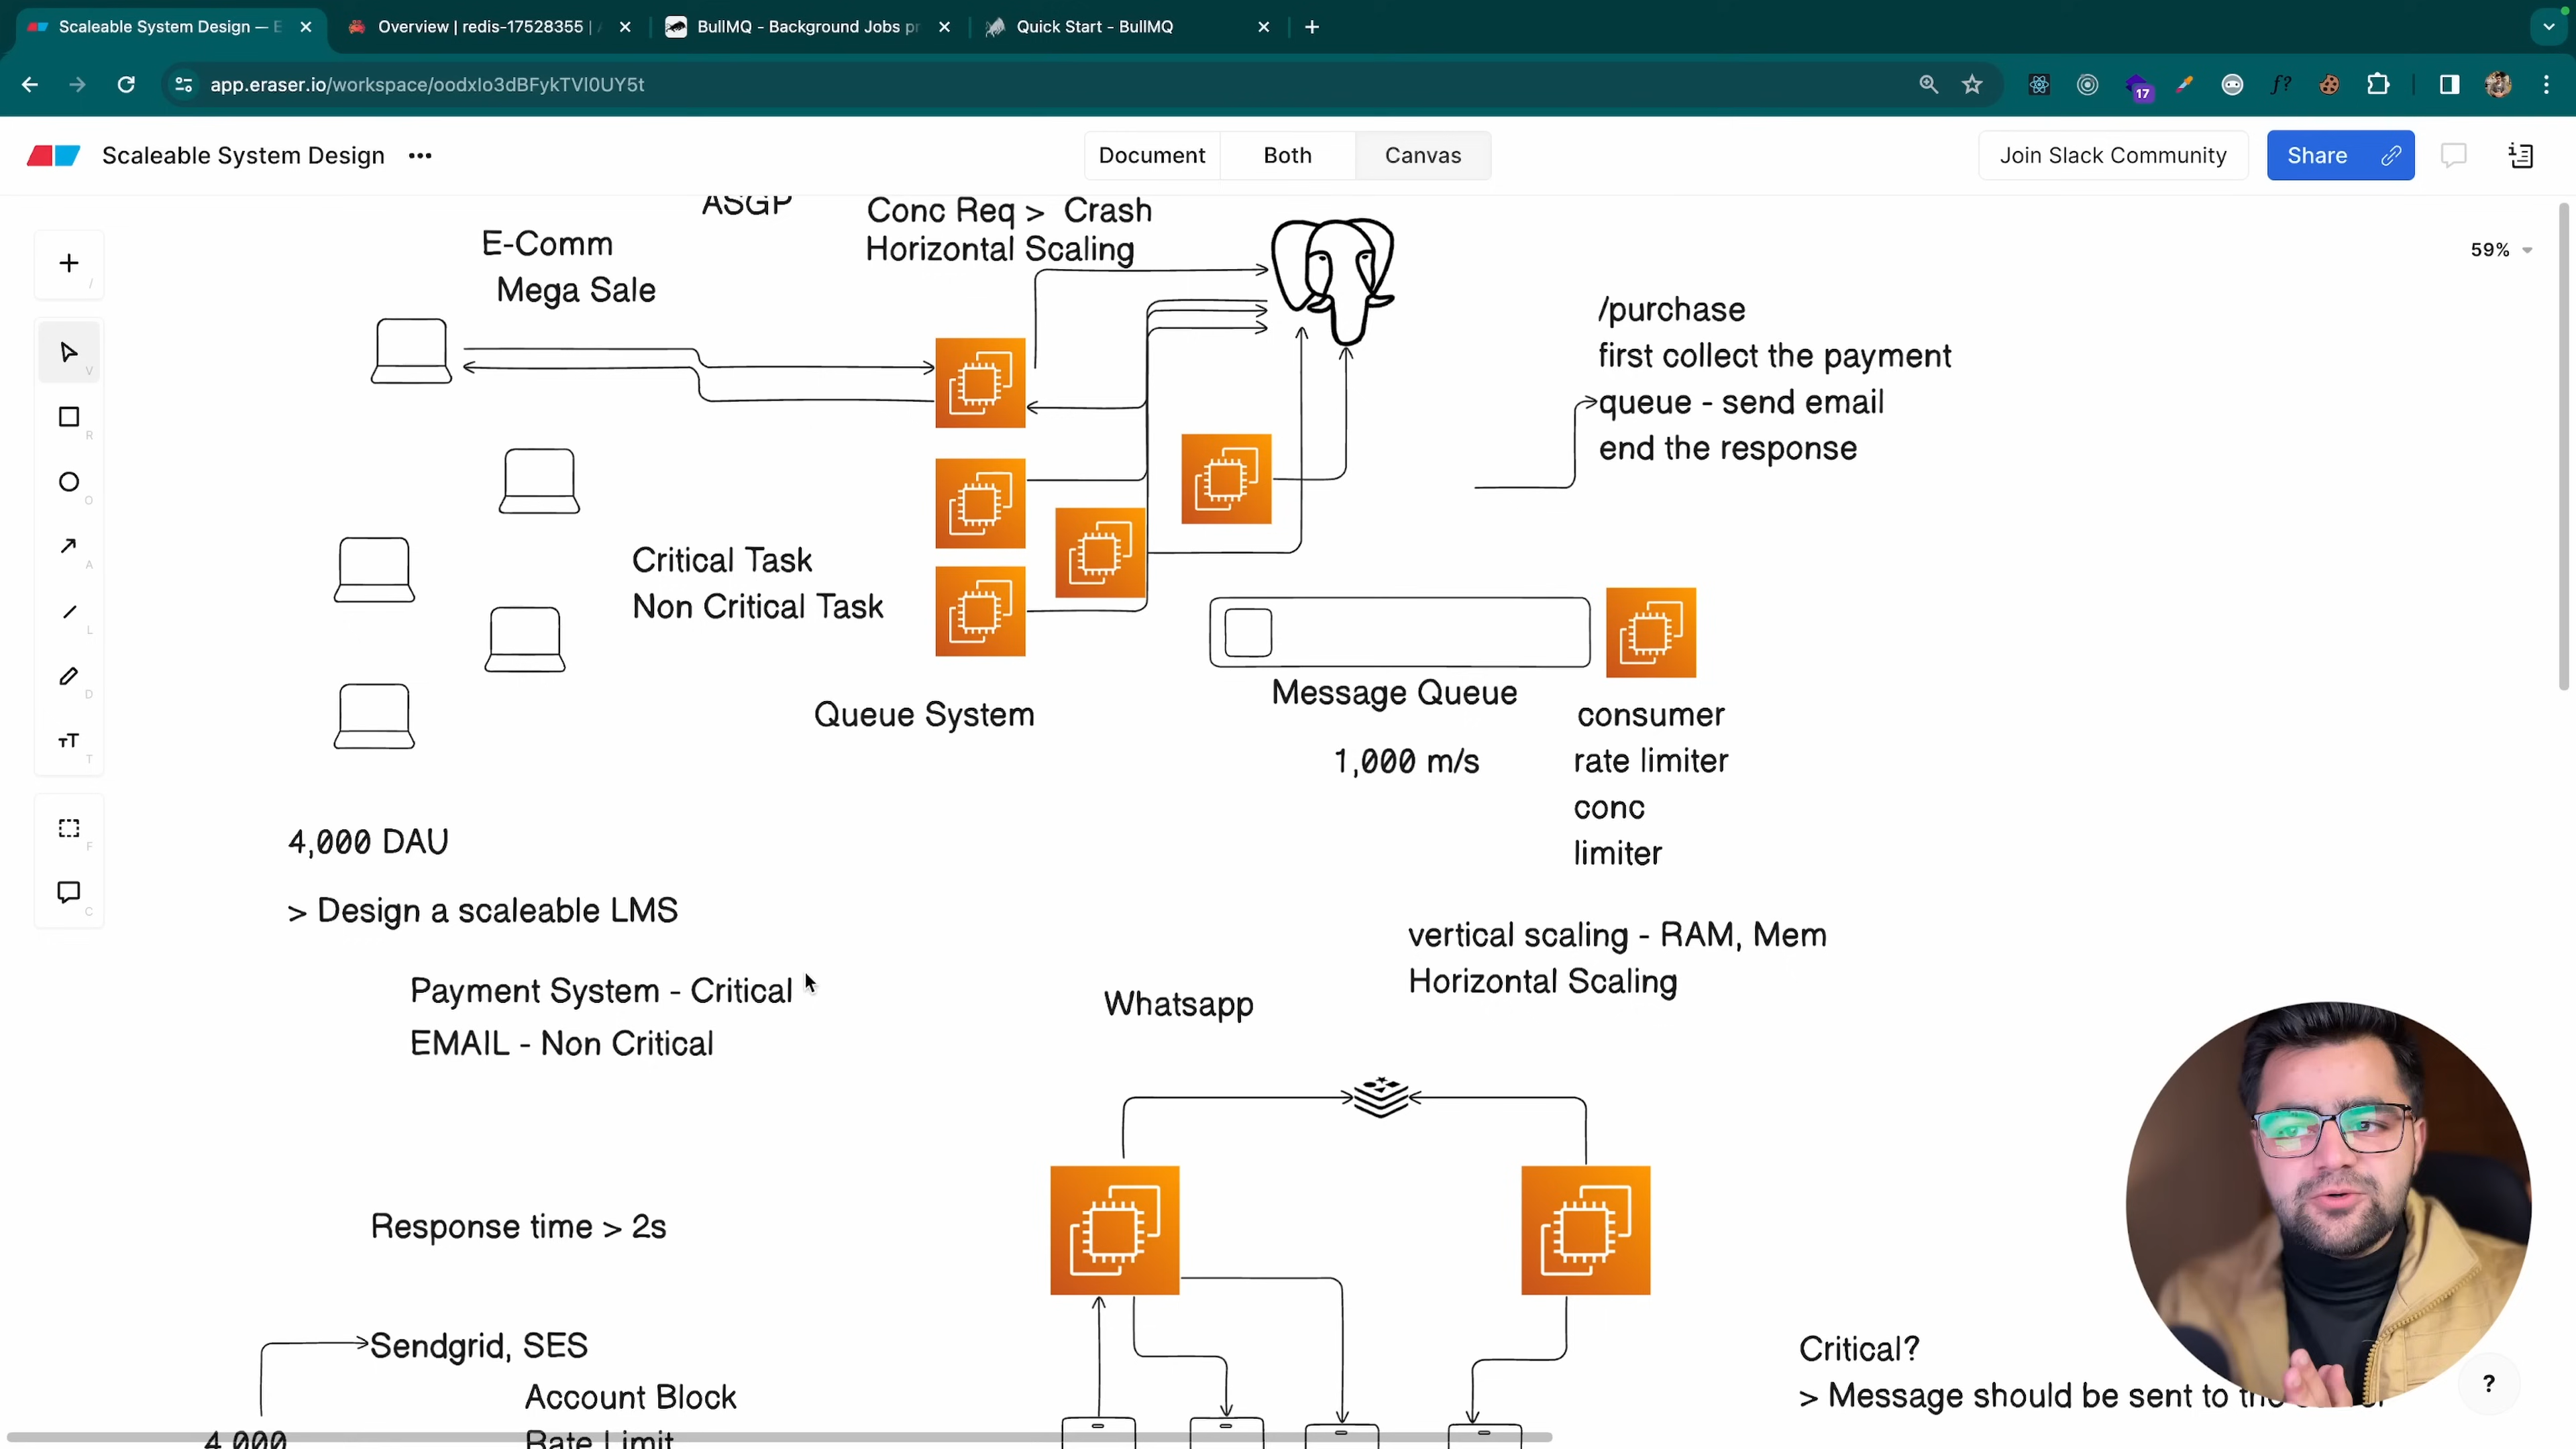 Scaleable System Design — E
Overview | redis-17528355 | /
BullMQ - Background Jobs pr
Quick Start - BullMQ
app.eraser.io/workspace/oodxIo3dBFykTVl0UY5t
17
Scaleable System Design
Document
Both
Canvas
Join Slack Community
Share
59%
ASGP
Conc Req > Crash
Horizontal Scaling
E-Comm
Mega Sale
/purchase
first collect the payment
queue - send email
end the response
Critical Task
Non Critical Task
Queue System
Message Queue
1,000 m/s
consumer
rate limiter
conc
limiter
4,000 DAU
> Design a scaleable LMS
Payment System - Critical
EMAIL - Non Critical
vertical scaling - RAM, Mem
Horizontal Scaling
Whatsapp
Response time > 2s
Sendgrid, SES
Account Block
Rate Limit
4,000
Critical?
> Message should be sent to
/
V
R
O
A
L
D
T
F
C
?